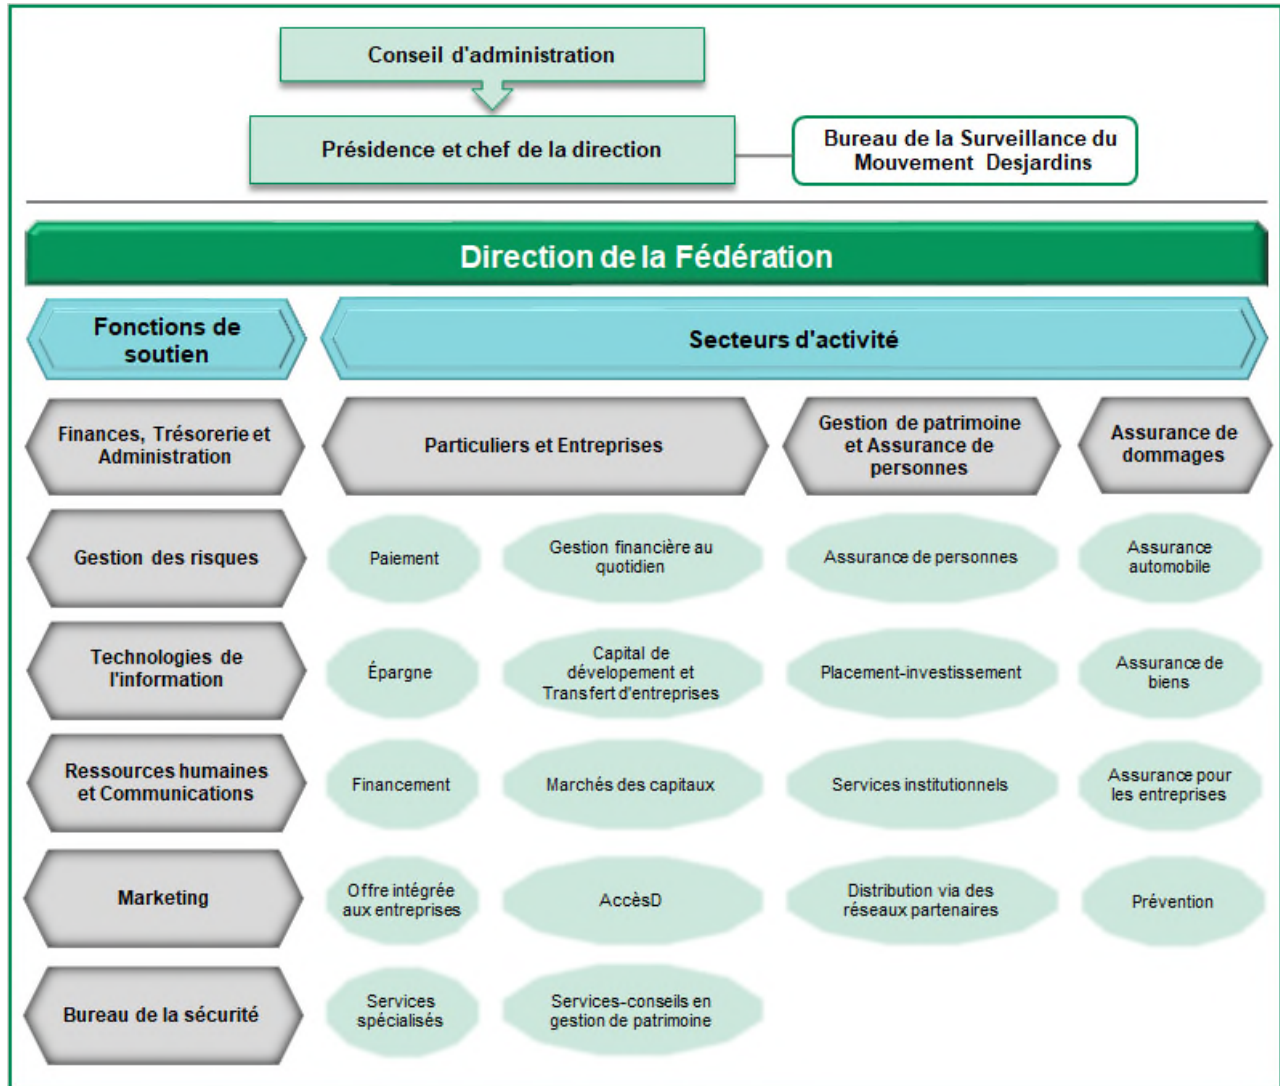 Conseil d'administration
Présidence et chef de la direction
Bureau de la Surveillance du
Mouvement Desjardins
Direction de la Fédération
Fonctions de
soutien
Secteurs d'activité
Finances, Trésorerie et
Administration
Particuliers et Entreprises
Gestion de patrimoine
et Assurance de
personnes
Assurance de
dommages
Gestion des risques
Paiement
Gestion financière au
quotidien
Assurance de personnes
Assurance
automobile
Technologies de
l'information
Épargne
Capital de
dévelopement et
Transfert d'entreprises
Placement-investissement
Assurance de
biens
Ressources humaines
et Communications
Financement
Marchés des capitaux
Services institutionnels
Assurance pour
les entreprises
Marketing
Offre intégrée
aux entreprises
AccèsD
Distribution via des
réseaux partenaires
Prévention
Bureau de la sécurité
Services
spécialisés
Services-conseils en
gestion de patrimoine